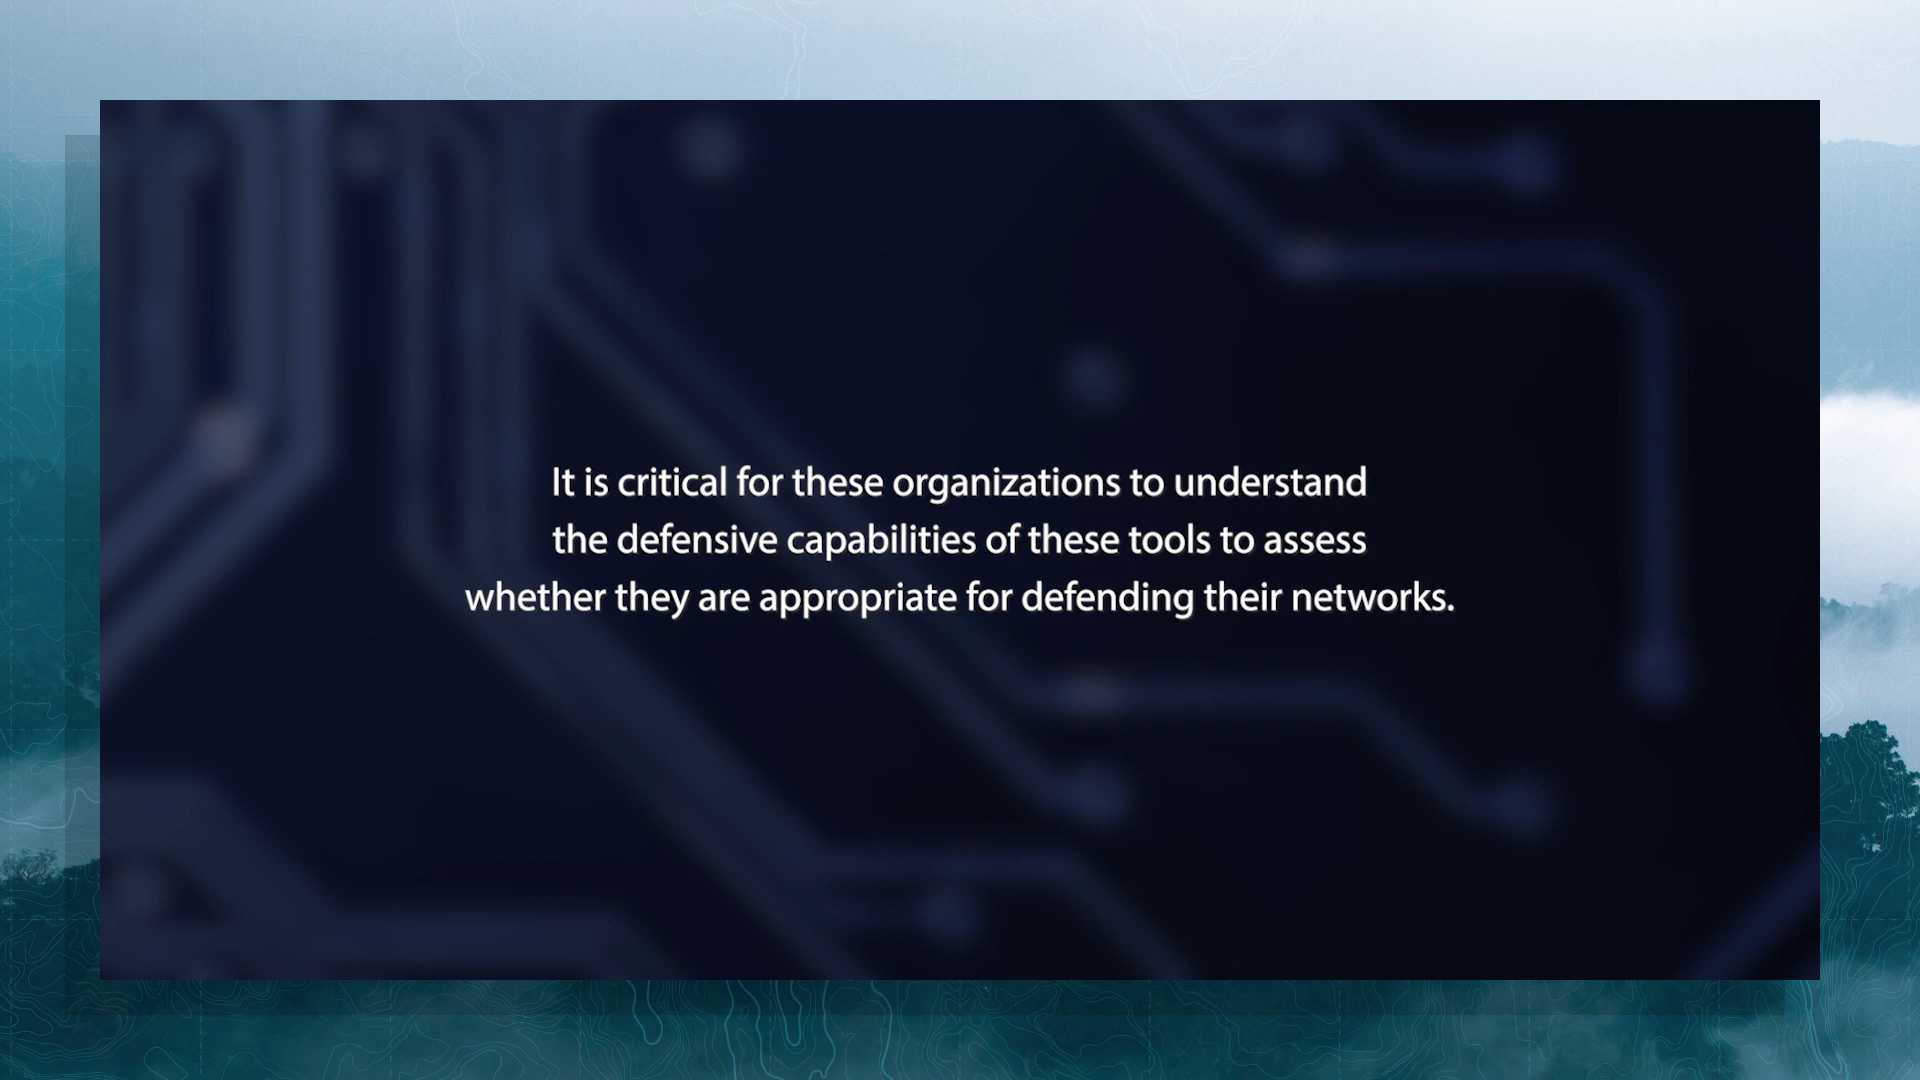 It is critical for these organizations to understand
the defensive capabilities of these tools to assess
whether they are appropriate for defending their networks.